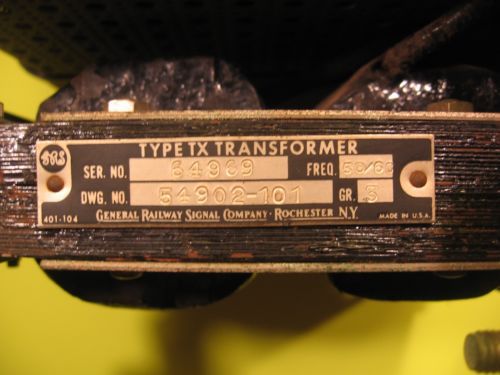 GRS
TYPE TX TRANSFORMER
SER. NO. 64969 FREQ. 50/60
DWG. NO. 54902-101 GR. 3
401-104 GENERAL RAILWAY SIGNAL COMPANY · ROCHESTER N.Y. MADE IN U.S.A.